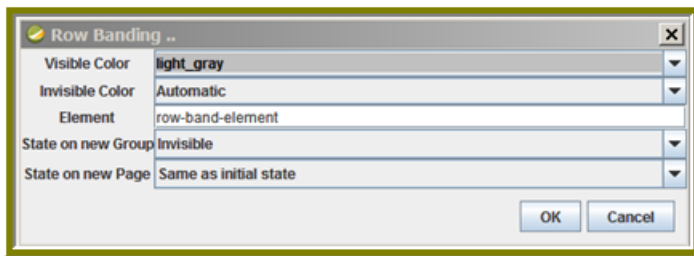 Row Banding ..
Visible Color light_gray
Invisible Color Automatic
Element row-band-element
State on new Group Invisible
State on new Page Same as initial state
OK Cancel